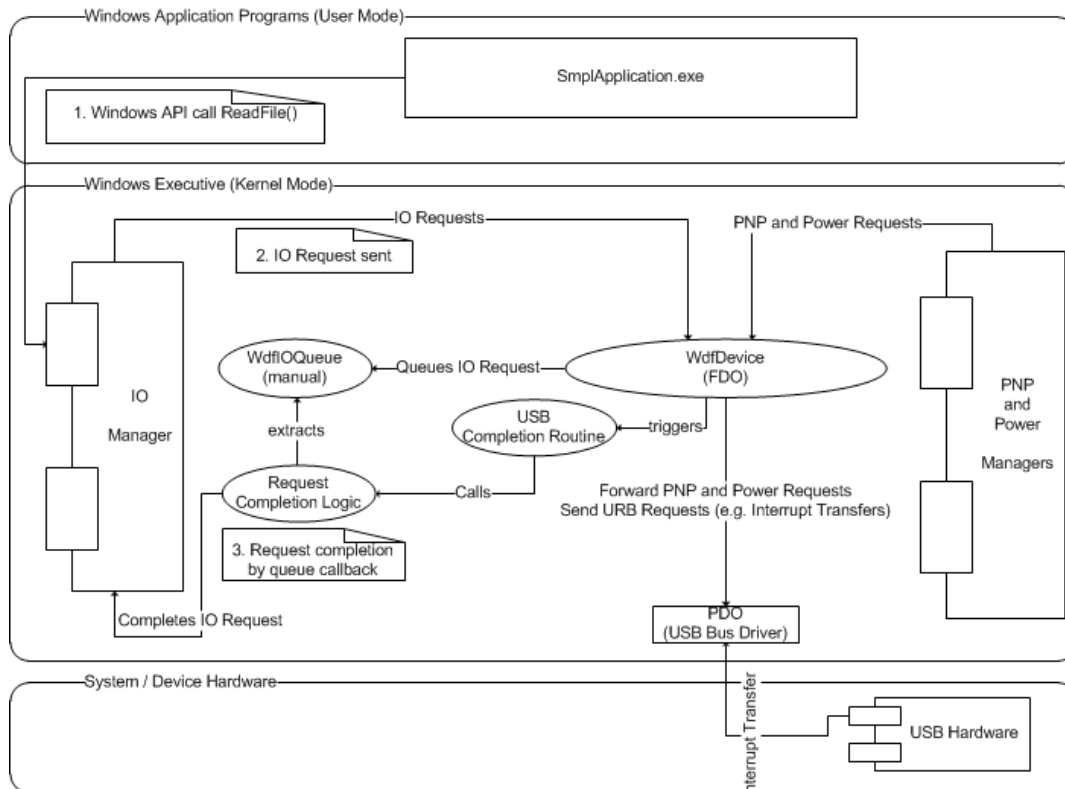 Windows Application Programs (User Mode)
SmplApplication.exe
1. Windows API call ReadFile()
Windows Executive (Kernel Mode)
IO Requests
PNP and Power Requests
2. IO Request sent
WdfIOQueue
(manual)
Queues IO Request
WdfDevice
(FDO)
IO
Manager
PNP
and
Power
Managers
extracts
USB
Completion Routine
triggers
Request
Completion Logic
Calls
Forward PNP and Power Requests
Send URB Requests (e.g. Interrupt Transfers)
3. Request completion
by queue callback
Completes IO Request
PDO
(USB Bus Driver)
System / Device Hardware
Interrupt Transfer
USB Hardware